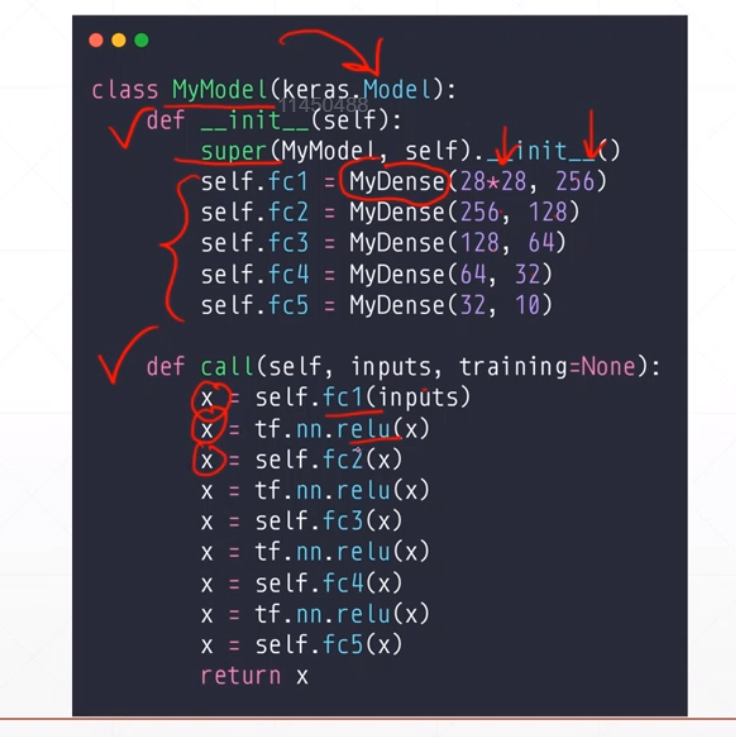 class MyModel(keras.Model):
11450488
    def __init__(self):
        super(MyModel, self).__init__()
        self.fc1 = MyDense(28*28, 256)
        self.fc2 = MyDense(256, 128)
        self.fc3 = MyDense(128, 64)
        self.fc4 = MyDense(64, 32)
        self.fc5 = MyDense(32, 10)
    def call(self, inputs, training=None):
        x = self.fc1(inputs)
        x = tf.nn.relu(x)
        x = self.fc2(x)
        x = tf.nn.relu(x)
        x = self.fc3(x)
        x = tf.nn.relu(x)
        x = self.fc4(x)
        x = tf.nn.relu(x)
        x = self.fc5(x)
        return x